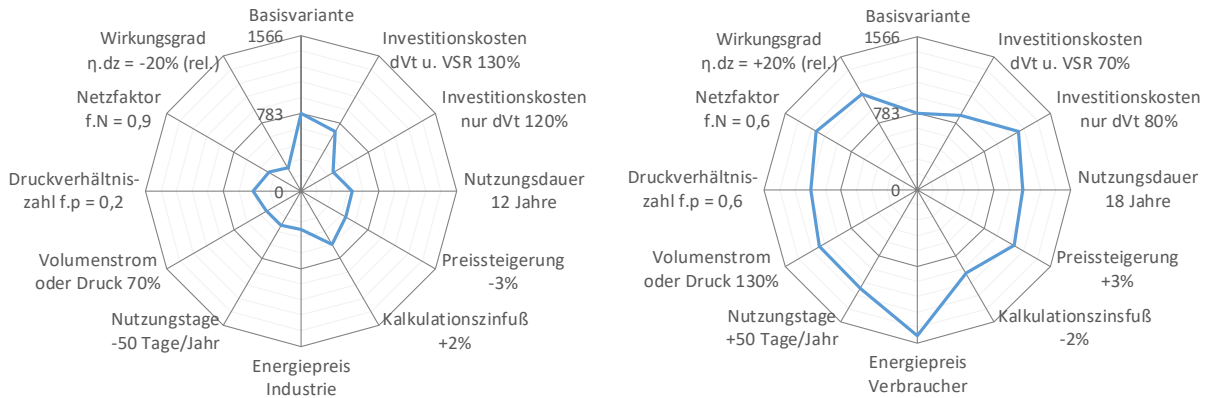 Basisvariante
1566
783
0
Investitionskosten
dVt u. VSR 130%
Investitionskosten
nur dVt 120%
Nutzungsdauer
12 Jahre
Preissteigerung
-3%
Kalkulationszinfuß
+2%
Energiepreis
Industrie
Nutzungstage
-50 Tage/Jahr
Volumenstrom
oder Druck 70%
Druckverhältnis-
zahl f.p = 0,2
Netzfaktor
f.N = 0,9
Wirkungsgrad
η.dz = -20% (rel.)
Basisvariante
1566
783
0
Investitionskosten
dVt u. VSR 70%
Investitionskosten
nur dVt 80%
Nutzungsdauer
18 Jahre
Preissteigerung
+3%
Kalkulationszinsfuß
-2%
Energiepreis
Verbraucher
Nutzungstage
+50 Tage/Jahr
Volumenstrom
oder Druck 130%
Druckverhältnis-
zahl f.p = 0,6
Netzfaktor
f.N = 0,6
Wirkungsgrad
η.dz = +20% (rel.)